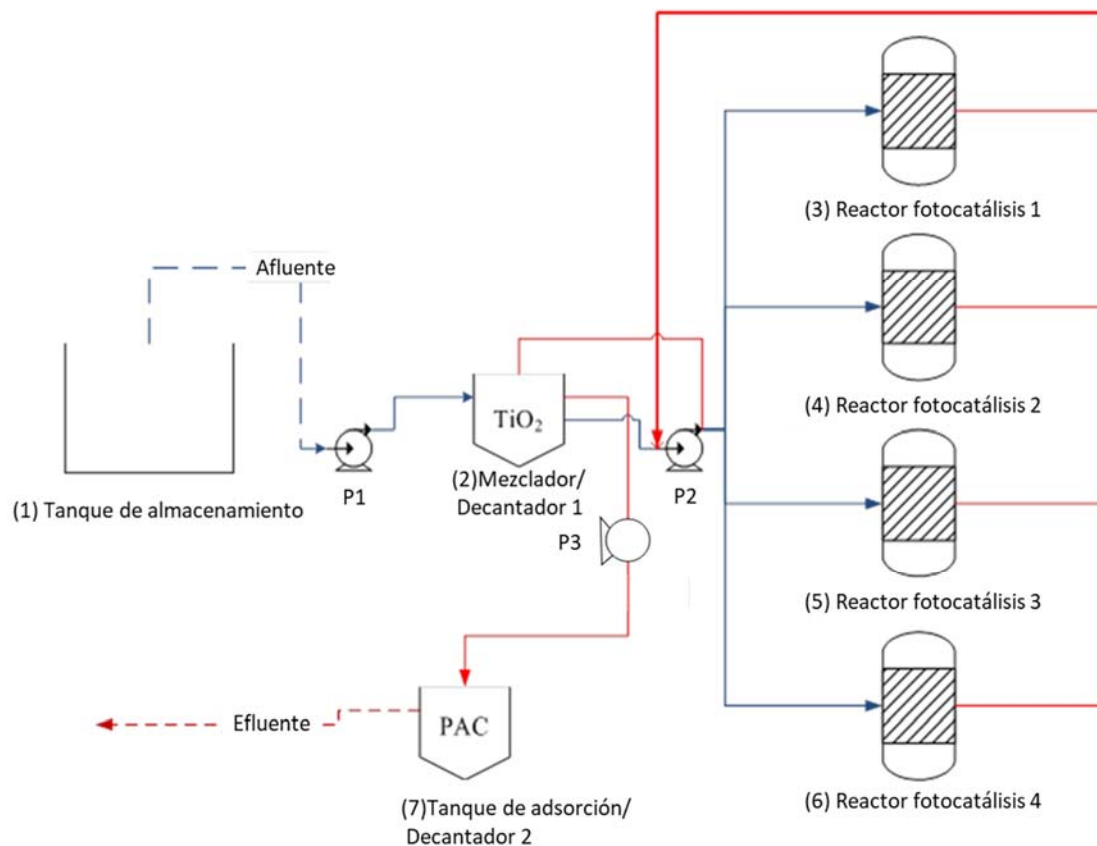 (3) Reactor fotocatálisis 1
Afluente
TiO2
(4) Reactor fotocatálisis 2
(2)Mezclador/
Decantador 1
P1
P2
(1) Tanque de almacenamiento
P3
(5) Reactor fotocatálisis 3
Efluente
PAC
(7)Tanque de adsorción/
Decantador 2
(6) Reactor fotocatálisis 4